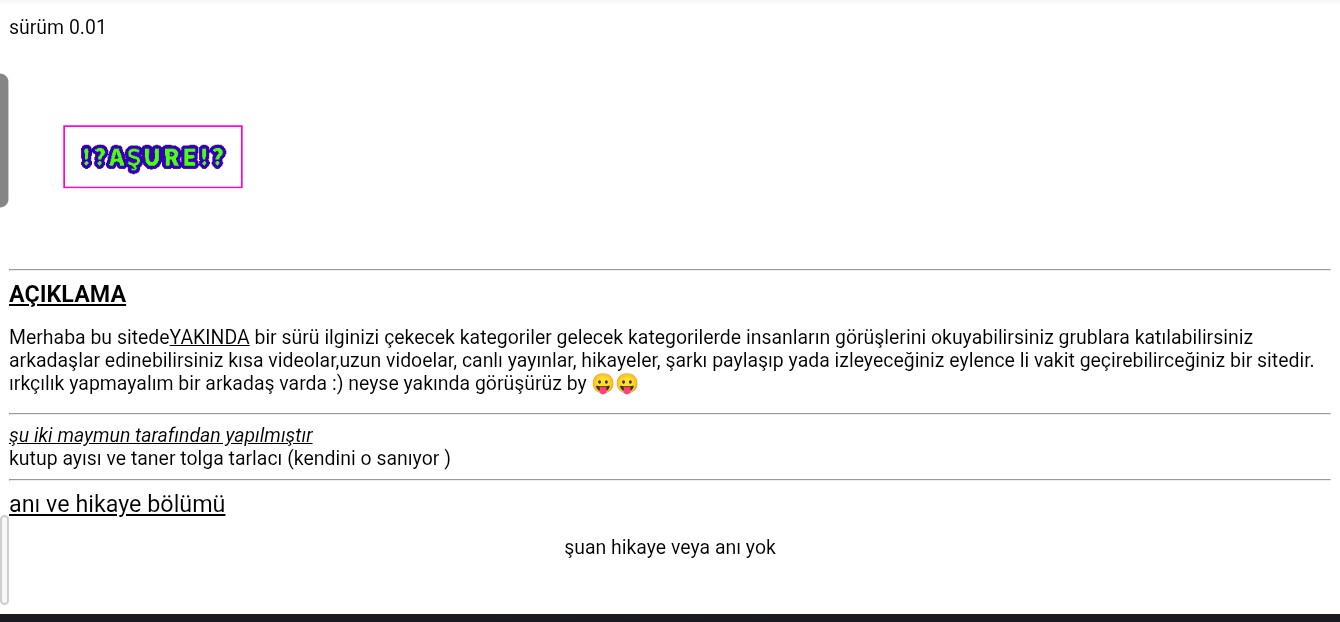 sürüm 0.01
!?AŞURE!?
AÇIKLAMA
Merhaba bu sitedeYAKINDA bir sürü ilginizi çekecek kategoriler gelecek kategorilerde insanların görüşlerini okuyabilirsiniz grublara katılabilirsiniz
arkadaşlar edinebilirsiniz kısa videolar,uzun vidoelar, canlı yayınlar, hikayeler, şarkı paylaşıp yada izleyeceğiniz eylence li vakit geçirebilirceğiniz bir sitedir.
ırkçılık yapmayalım bir arkadaş varda :) neyse yakında görüşürüz by 😛😛
şu iki maymun tarafından yapılmıştır
kutup ayısı ve taner tolga tarlacı (kendini o sanıyor )
anı ve hikaye bölümü
şuan hikaye veya anı yok